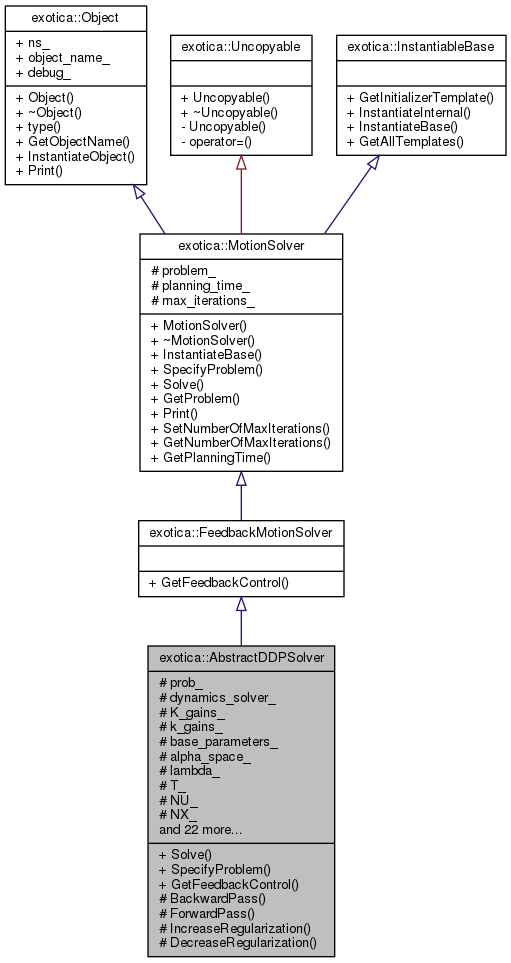 exotica::Object
+ ns_
+ object_name_
+ debug_
+ Object()
+ ~Object()
+ type()
+ GetObjectName()
+ InstantiateObject()
+ Print()
exotica::Uncopyable
+ Uncopyable()
+ ~Uncopyable()
- Uncopyable()
- operator=()
exotica::InstantiableBase
+ GetInitializerTemplate()
+ InstantiateInternal()
+ InstantiateBase()
+ GetAllTemplates()
exotica::MotionSolver
# problem_
# planning_time_
# max_iterations_
+ MotionSolver()
+ ~MotionSolver()
+ InstantiateBase()
+ SpecifyProblem()
+ Solve()
+ GetProblem()
+ Print()
+ SetNumberOfMaxIterations()
+ GetNumberOfMaxIterations()
+ GetPlanningTime()
exotica::FeedbackMotionSolver
+ GetFeedbackControl()
exotica::AbstractDDPSolver
# prob_
# dynamics_solver_
# K_gains_
# k_gains_
# base_parameters_
# alpha_space_
# lambda_
# T_
# NU_
# NX_
and 22 more...
+ Solve()
+ SpecifyProblem()
+ GetFeedbackControl()
# BackwardPass()
# ForwardPass()
# IncreaseRegularization()
# DecreaseRegularization()